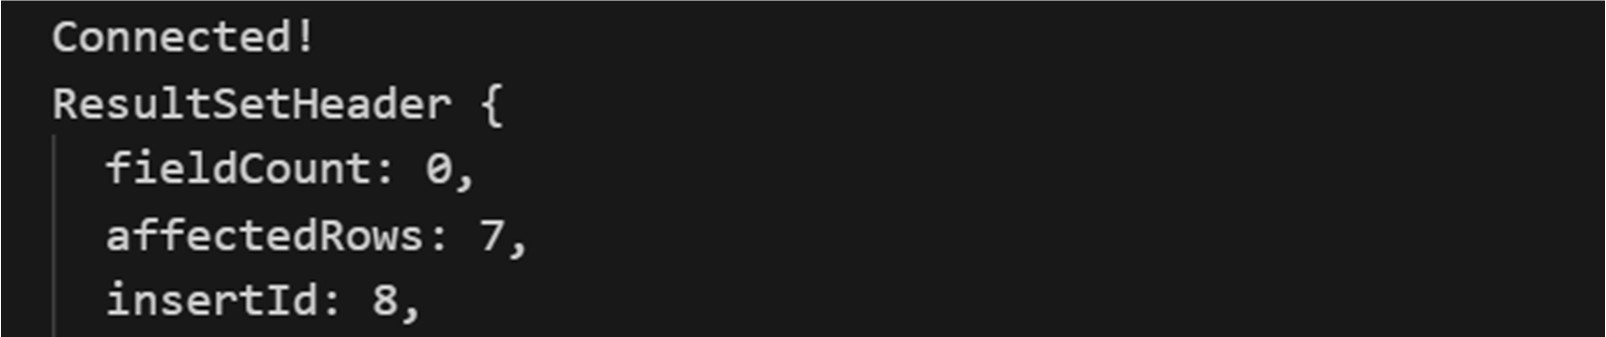 Connected!
ResultSetHeader {
fieldCount: 0,
affectedRows: 7,
insertId: 8,